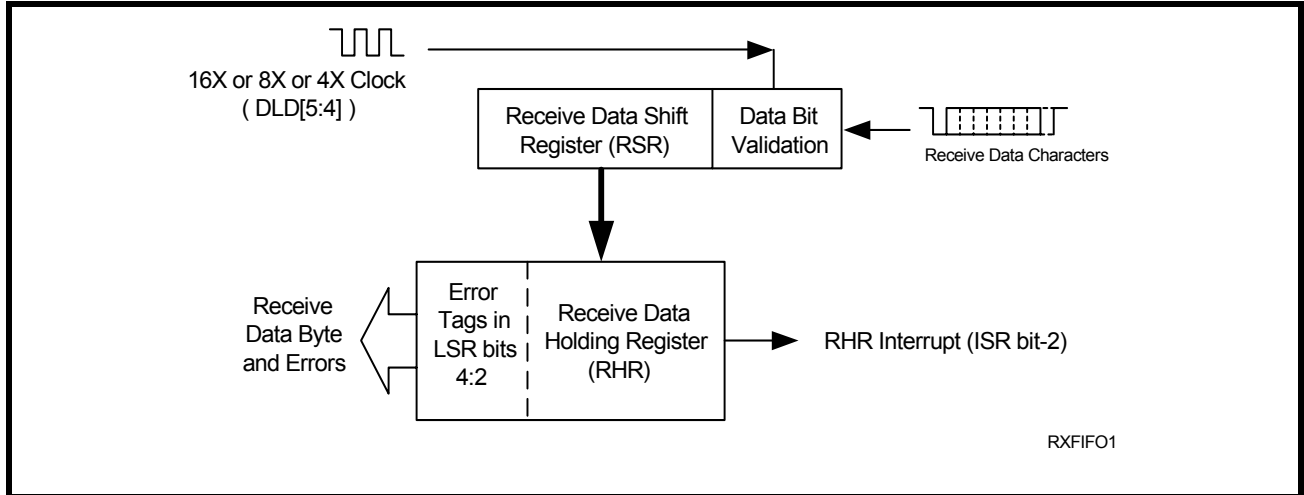 16X or 8X or 4X Clock
( DLD[5:4] )
Receive Data Shift
Register (RSR)
Data Bit
Validation
Receive Data Characters
Receive
Data Byte
and Errors
Error
Tags in
LSR bits
4:2
Receive Data
Holding Register
(RHR)
RHR Interrupt (ISR bit-2)
RXFIFO1